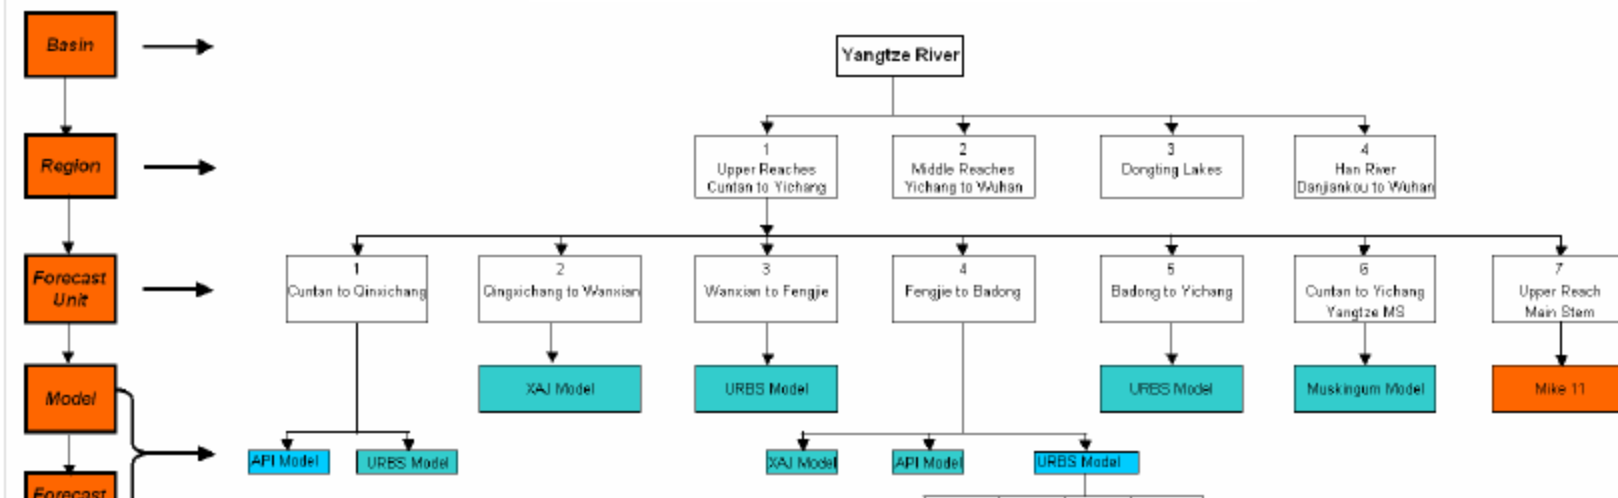 Basin
Yangtze River
Region
1
Upper Reaches
Cuntan to Yichang
2
Middle Reaches
Yichang to Wuhan
3
Dongting Lakes
4
Han River
Danjiankou to Wuhan
Forecast
Unit
1
Cuntan to Qinxichang
2
Qingxichang to Wanxian
3
Wanxian to Fengjie
4
Fengjie to Badong
5
Badong to Yichang
6
Cuntan to Yichang
Yangtze MS
7
Upper Reach
Main Stem
Model
XAJ Model
URBS Model
URBS Model
Muskingum Model
Mike 11
API Model
URBS Model
XAJ Model
API Model
URBS Model
Forecast